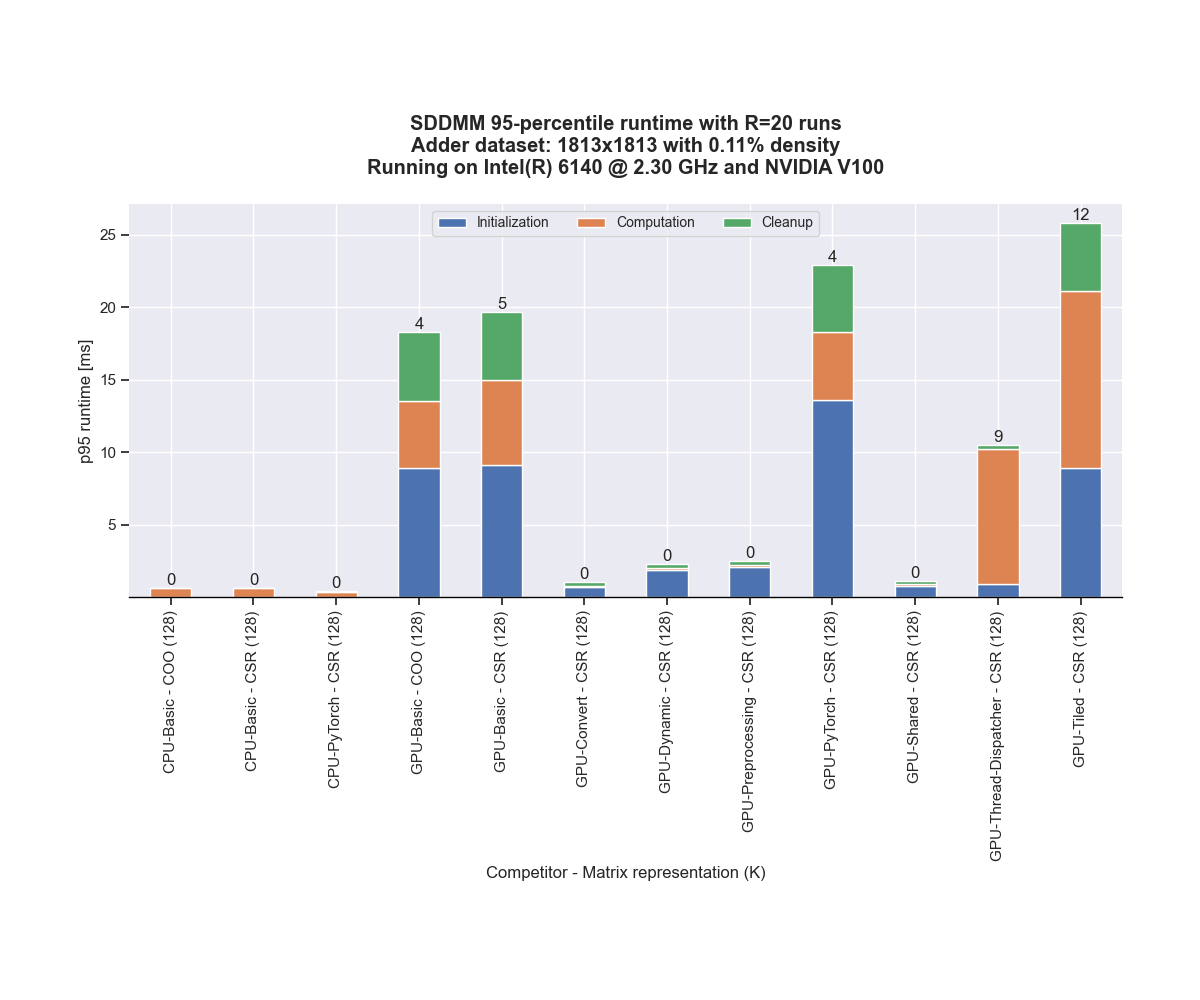 SDDMM 95-percentile runtime with R=20 runs
Adder dataset: 1813x1813 with 0.11% density
Running on Intel(R) 6140 @ 2.30 GHz and NVIDIA V100
Initialization
Computation
Cleanup
p95 runtime [ms]
25
20
15
10
5
0
0
0
4
5
0
0
0
4
0
9
12
CPU-Basic - COO (128)
CPU-Basic - CSR (128)
CPU-PyTorch - CSR (128)
GPU-Basic - COO (128)
GPU-Basic - CSR (128)
GPU-Convert - CSR (128)
GPU-Dynamic - CSR (128)
GPU-Preprocessing - CSR (128)
GPU-PyTorch - CSR (128)
GPU-Shared - CSR (128)
GPU-Thread-Dispatcher - CSR (128)
GPU-Tiled - CSR (128)
Competitor - Matrix representation (K)